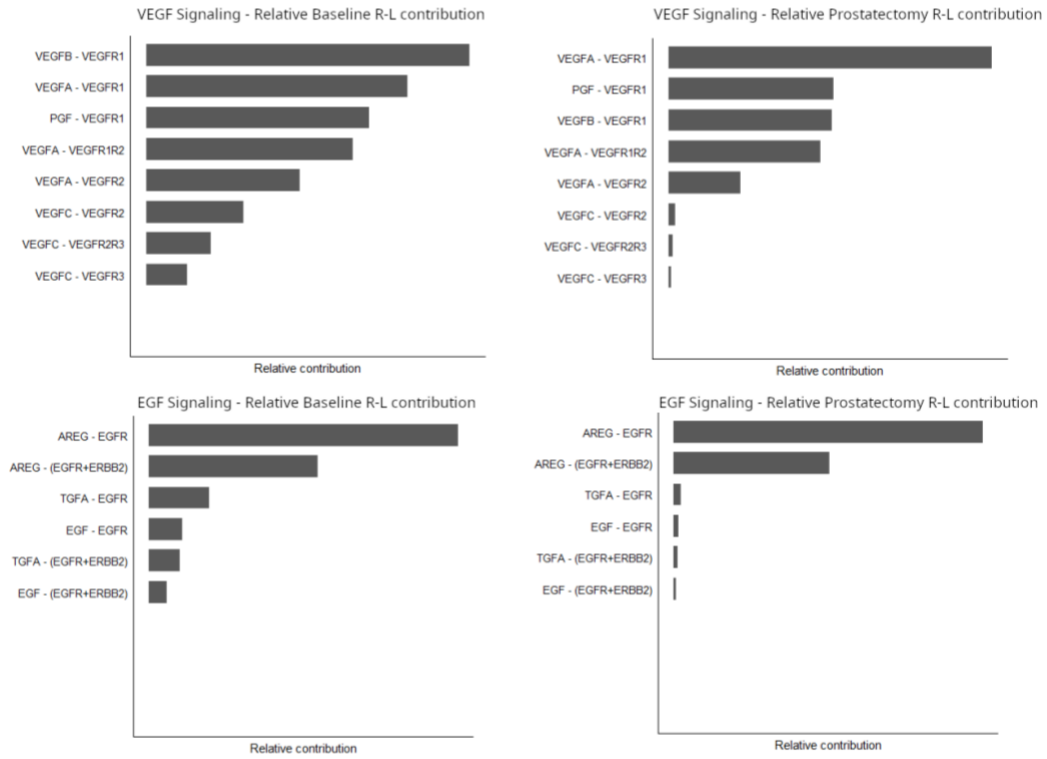 VEGF Signaling - Relative Baseline R-L contribution
VEGFB - VEGFR1
VEGFA - VEGFR1
PGF - VEGFR1
VEGFA - VEGFR1R2
VEGFA - VEGFR2
VEGFC - VEGFR2
VEGFC - VEGFR2R3
VEGFC - VEGFR3
Relative contribution
VEGF Signaling - Relative Prostatectomy R-L contribution
VEGFA - VEGFR1
PGF - VEGFR1
VEGFB - VEGFR1
VEGFA - VEGFR1R2
VEGFA - VEGFR2
VEGFC - VEGFR2
VEGFC - VEGFR2R3
VEGFC - VEGFR3
Relative contribution
EGF Signaling - Relative Baseline R-L contribution
AREG - EGFR
AREG - (EGFR+ERBB2)
TGFA - EGFR
EGF - EGFR
TGFA - (EGFR+ERBB2)
EGF - (EGFR+ERBB2)
Relative contribution
EGF Signaling - Relative Prostatectomy R-L contribution
AREG - EGFR
AREG - (EGFR+ERBB2)
TGFA - EGFR
EGF - EGFR
TGFA - (EGFR+ERBB2)
EGF - (EGFR+ERBB2)
Relative contribution